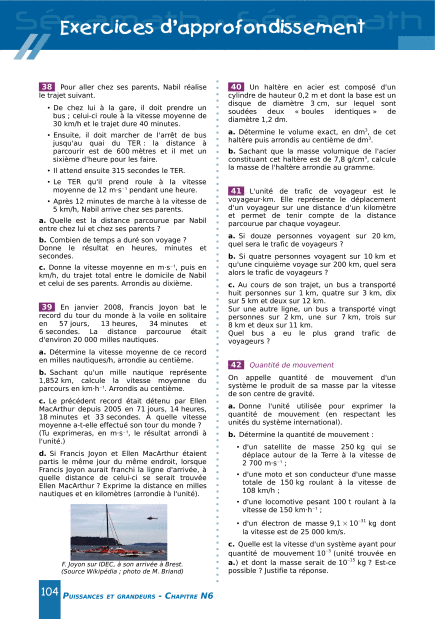 Exercices d'approfondissement
38 Pour aller chez ses parents, Nabil réalise
le trajet suivant.
• De chez lui à la gare, il doit prendre un
bus ; celui-ci roule à la vitesse moyenne de
30 km/h et le trajet dure 40 minutes.
• Ensuite, il doit marcher de l'arrêt de bus
jusqu'au quai du TER : la distance à
parcourir est de 600 mètres et il met un
sixième d'heure pour les faire.
• Il attend ensuite 315 secondes le TER.
• Le TER qu'il prend roule à la vitesse
moyenne de 12 m·s⁻¹ pendant une heure.
• Après 12 minutes de marche à la vitesse de
5 km/h, Nabil arrive chez ses parents.
a. Quelle est la distance parcourue par Nabil
entre chez lui et chez ses parents ?
b. Combien de temps a duré son voyage ?
Donne le résultat en heures, minutes et
secondes.
c. Donne la vitesse moyenne en m·s⁻¹, puis en
km/h, du trajet total entre le domicile de Nabil
et celui de ses parents. Arrondis au dixième.
39 En janvier 2008, Francis Joyon bat le
record du tour du monde à la voile en solitaire
en 57 jours, 13 heures, 34 minutes et
6 secondes. La distance parcourue était
d'environ 20 000 milles nautiques.
a. Détermine la vitesse moyenne de ce record
en milles nautiques/h, arrondie au centième.
b. Sachant qu'un mille nautique représente
1,852 km, calcule la vitesse moyenne du
parcours en km·h⁻¹. Arrondis au centième.
c. Le précédent record était détenu par Ellen
MacArthur depuis 2005 en 71 jours, 14 heures,
18 minutes et 33 secondes. À quelle vitesse
moyenne a-t-elle effectué son tour du monde ?
(Tu exprimeras, en m·s⁻¹, le résultat arrondi à
l'unité.)
d. Si Francis Joyon et Ellen MacArthur étaient
partis le même jour du même endroit, lorsque
Francis Joyon aurait franchi la ligne d'arrivée, à
quelle distance de celui-ci se serait trouvée
Ellen MacArthur ? Exprime la distance en milles
nautiques et en kilomètres (arrondie à l'unité).
F. Joyon sur IDEC, à son arrivée à Brest.
(Source Wikipédia ; photo de M. Briand)
40 Un haltère en acier est composé d'un
cylindre de hauteur 0,2 m et dont la base est un
disque de diamètre 3 cm, sur lequel sont
soudées deux « boules identiques » de
diamètre 1,2 dm.
a. Détermine le volume exact, en dm³, de cet
haltère puis arrondis au centième de dm³.
b. Sachant que la masse volumique de l'acier
constituant cet haltère est de 7,8 g/cm³, calcule
la masse de l'haltère arrondie au gramme.
41 L'unité de trafic de voyageur est le
voyageur-km. Elle représente le déplacement
d'un voyageur sur une distance d'un kilomètre
et permet de tenir compte de la distance
parcourue par chaque voyageur.
a. Si douze personnes voyagent sur 20 km,
quel sera le trafic de voyageurs ?
b. Si quatre personnes voyagent sur 10 km et
qu'une cinquième voyage sur 200 km, quel sera
alors le trafic de voyageurs ?
c. Au cours de son trajet, un bus a transporté
huit personnes sur 1 km, quatre sur 3 km, dix
sur 5 km et deux sur 12 km.
Sur une autre ligne, un bus a transporté vingt
personnes sur 2 km, une sur 7 km, trois sur
8 km et deux sur 11 km.
Quel bus a eu le plus grand trafic de
voyageurs ?
42 Quantité de mouvement
On appelle quantité de mouvement d'un
système le produit de sa masse par la vitesse
de son centre de gravité.
a. Donne l'unité utilisée pour exprimer la
quantité de mouvement (en respectant les
unités du système international).
b. Détermine la quantité de mouvement :
• d'un satellite de masse 250 kg qui se
déplace autour de la Terre à la vitesse de
2 700 m·s⁻¹ ;
• d'une moto et son conducteur d'une masse
totale de 150 kg roulant à la vitesse de
108 km/h ;
• d'une locomotive pesant 100 t roulant à la
vitesse de 150 km·h⁻¹ ;
• d'un électron de masse 9,1 × 10⁻³¹ kg dont
la vitesse est de 25 000 km/s.
c. Quelle est la vitesse d'un système ayant pour
quantité de mouvement 10⁻³ (unité trouvée en
a.) et dont la masse serait de 10⁻¹⁵ kg ? Est-ce
possible ? Justifie ta réponse.
104 PUISSANCES ET GRANDEURS - CHAPITRE N6